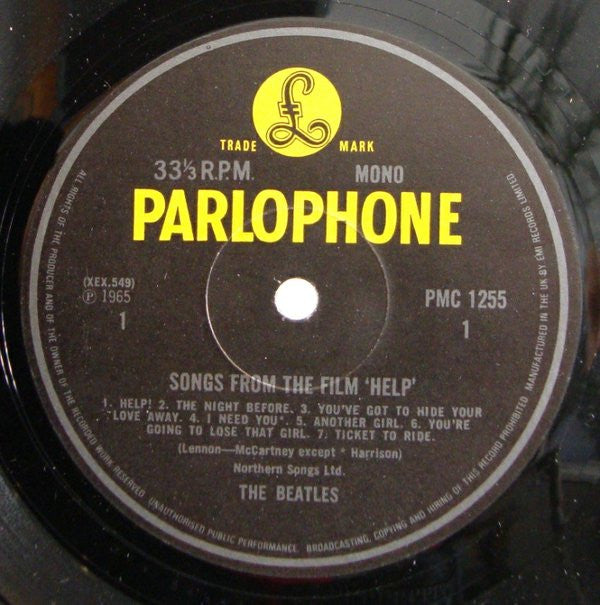 £
TRADE MARK
33⅓ R.P.M. MONO
PARLOPHONE
(XEX.549)
℗ 1965
1
PMC 1255
1
SONGS FROM THE FILM 'HELP'
1. HELP! 2. THE NIGHT BEFORE. 3. YOU'VE GOT TO HIDE YOUR
LOVE AWAY. 4. I NEED YOU*. 5. ANOTHER GIRL. 6. YOU'RE
GOING TO LOSE THAT GIRL. 7. TICKET TO RIDE.
(Lennon—McCartney except * Harrison)
Northern Songs Ltd.
THE BEATLES
ALL RIGHTS OF THE PRODUCER AND OF THE OWNER OF THE RECORDED WORK RESERVED. UNAUTHORISED PUBLIC PERFORMANCE, BROADCASTING, COPYING AND HIRING OF THIS RECORD PROHIBITED. MANUFACTURED IN THE UK BY EMI RECORDS LIMITED.